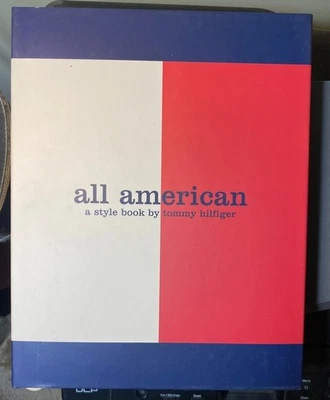 all american
a style book by tommy hilfiger